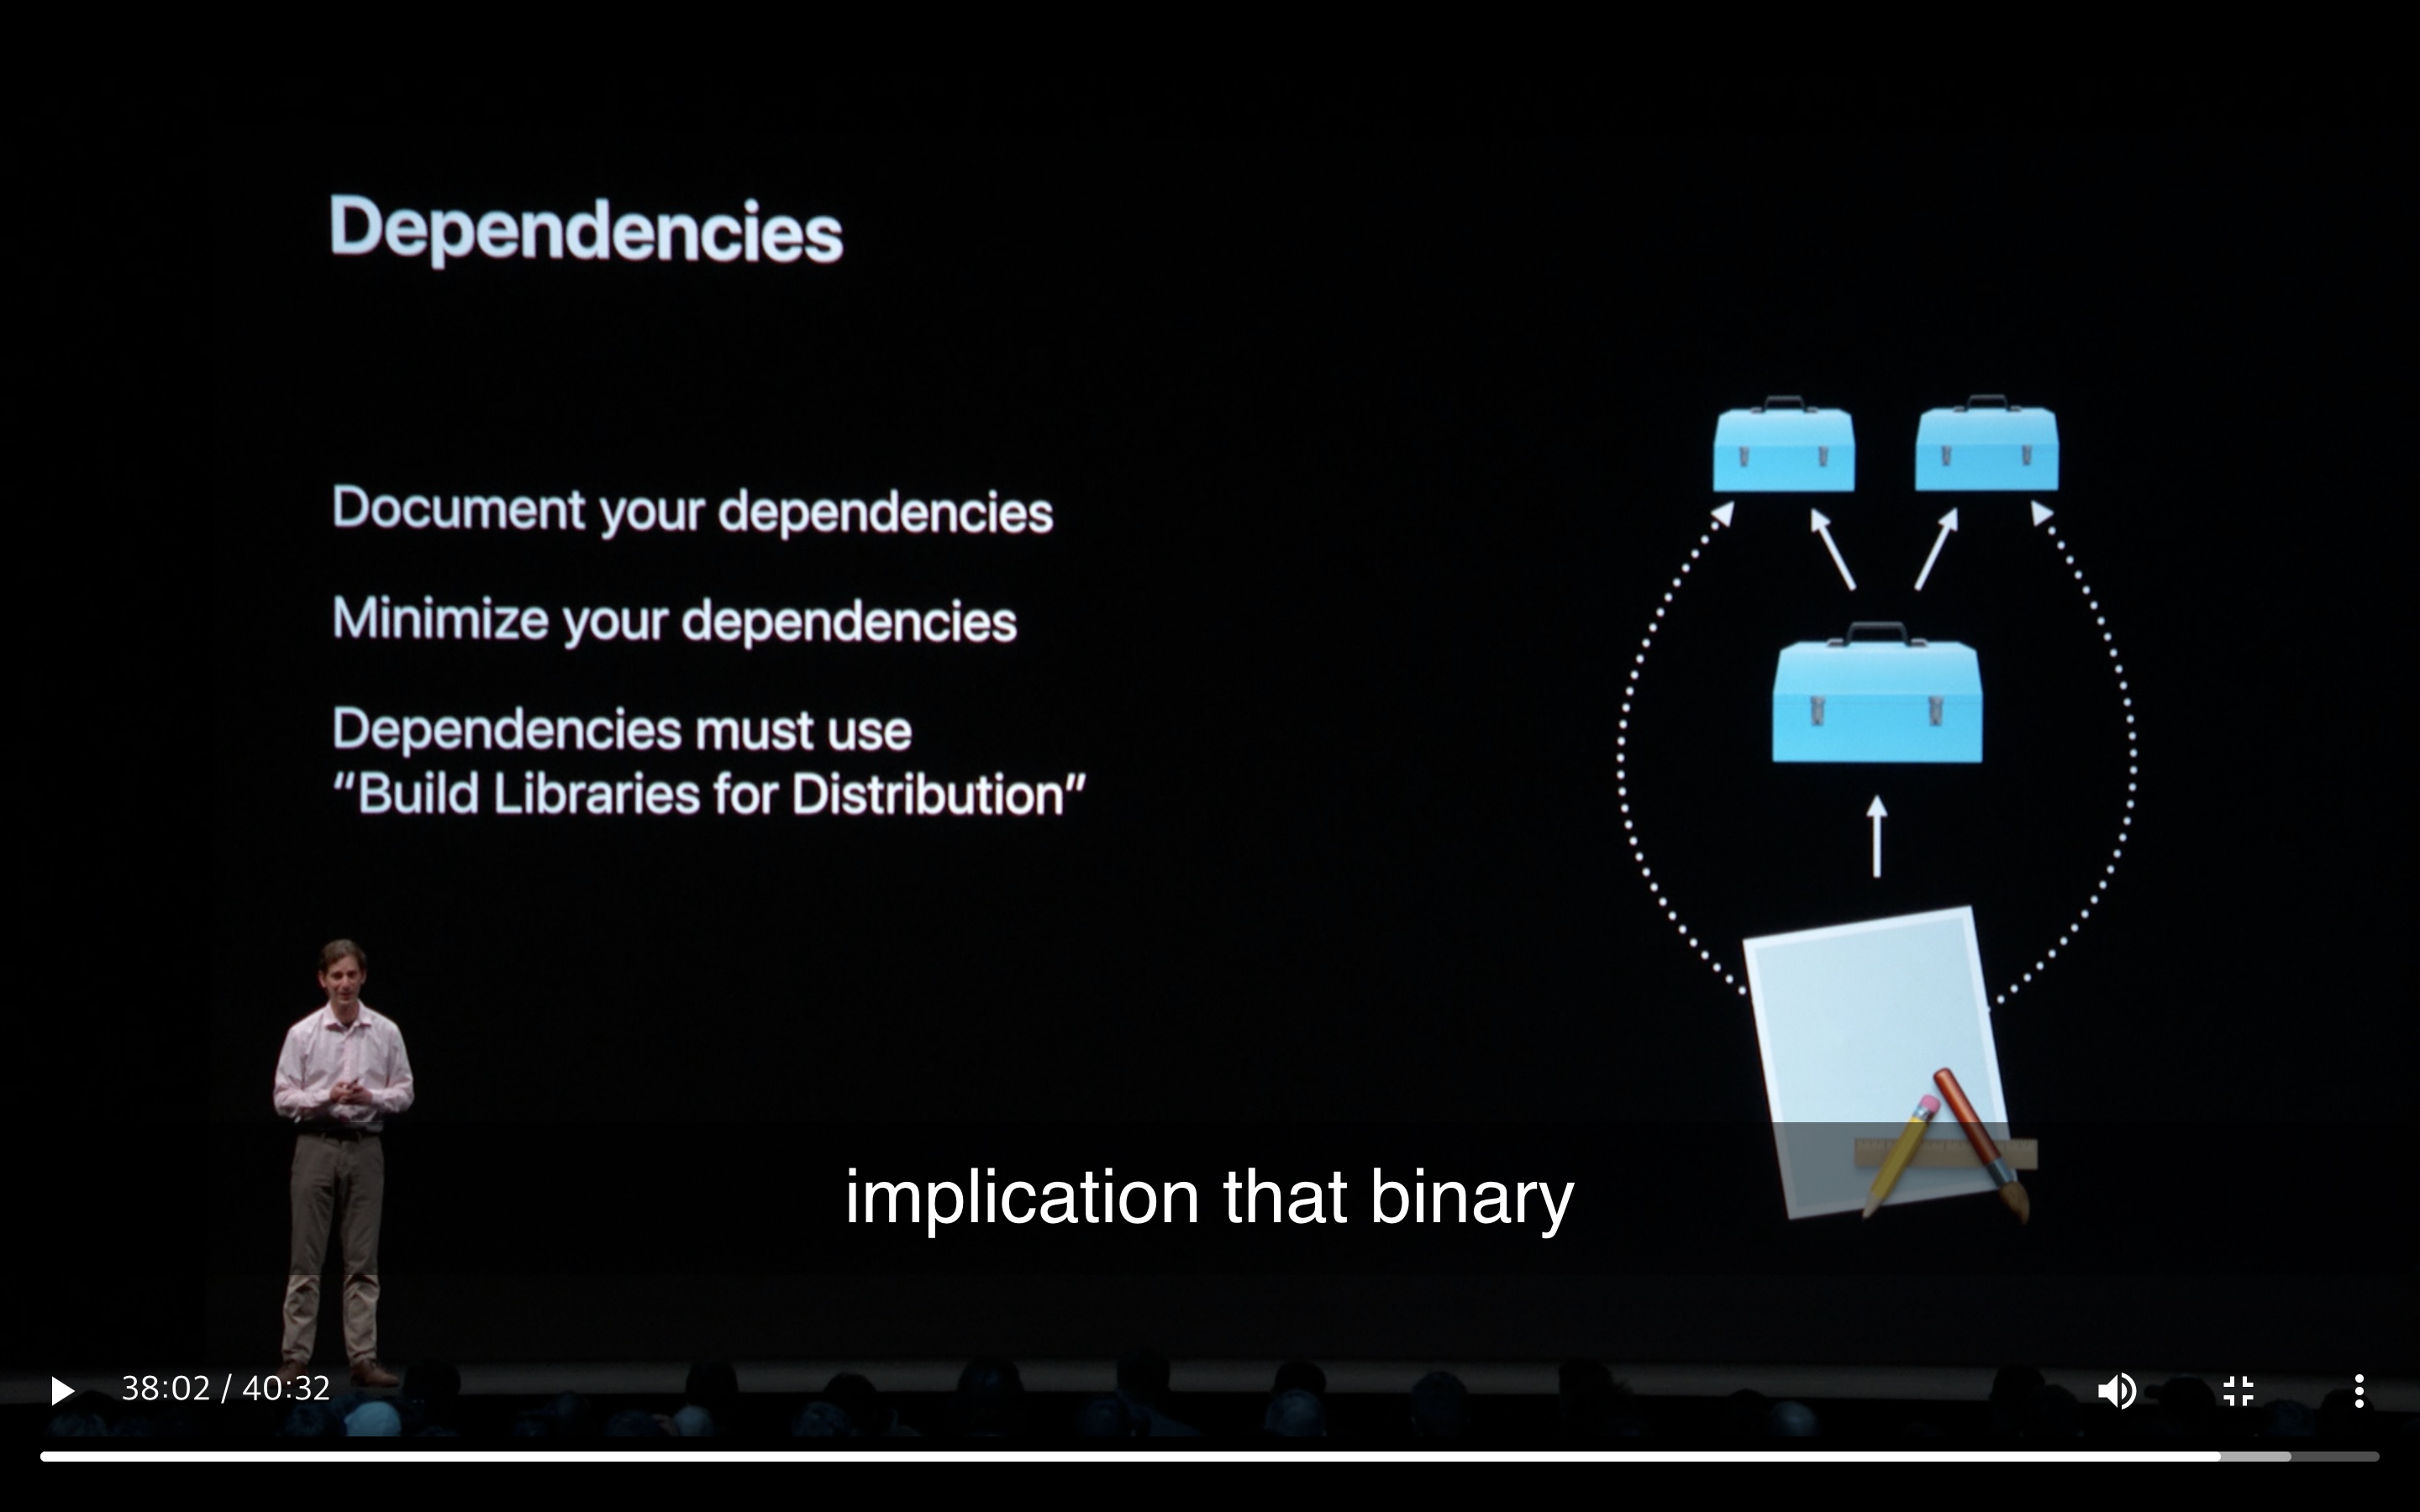 Dependencies
Document your dependencies
Minimize your dependencies
Dependencies must use
“Build Libraries for Distribution”
implication that binary
38:02 / 40:32